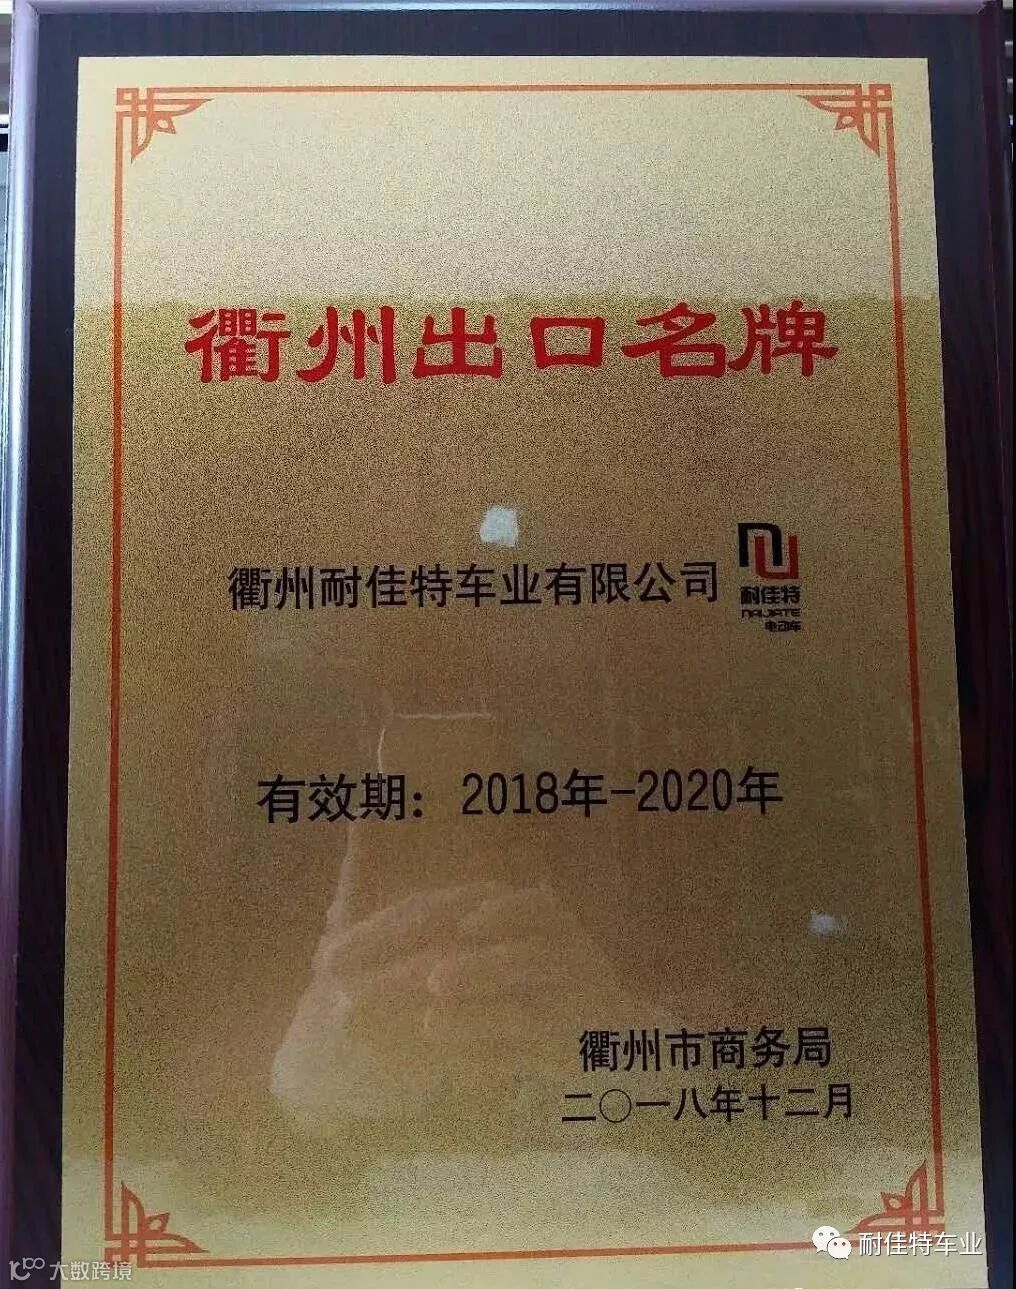 衢州出口名牌
衢州耐佳特车业有限公司
耐佳特
NAIJIATE
电动车
有效期：2018年-2020年
衢州市商务局
二〇一八年十二月
耐佳特车业
大数跨境